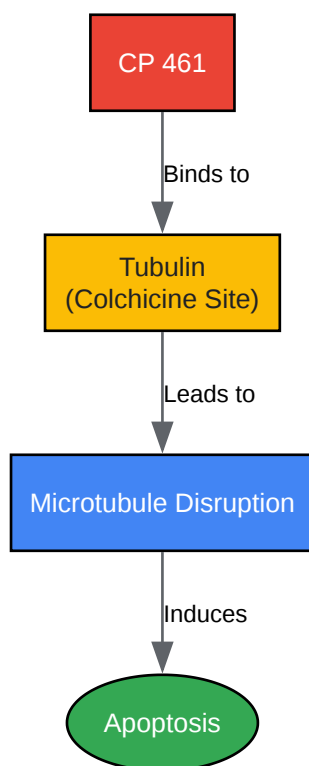 CP 461
Binds to
Tubulin
(Colchicine Site)
Leads to
Microtubule Disruption
Induces
Apoptosis